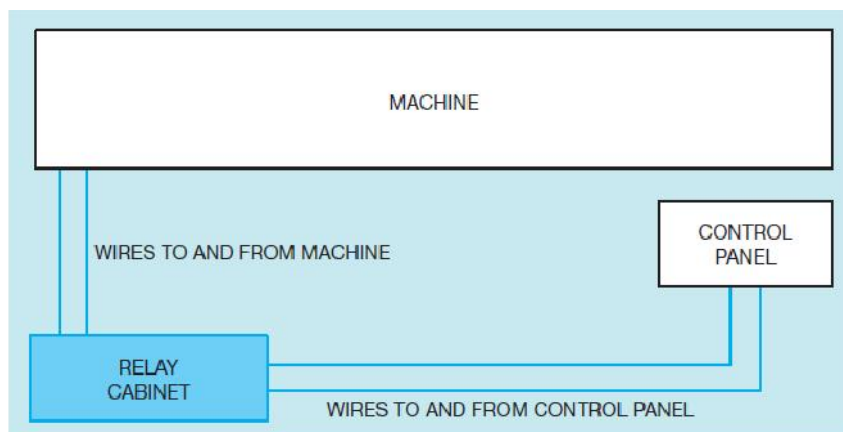 MACHINE
WIRES TO AND FROM MACHINE
CONTROL
PANEL
RELAY
CABINET
WIRES TO AND FROM CONTROL PANEL